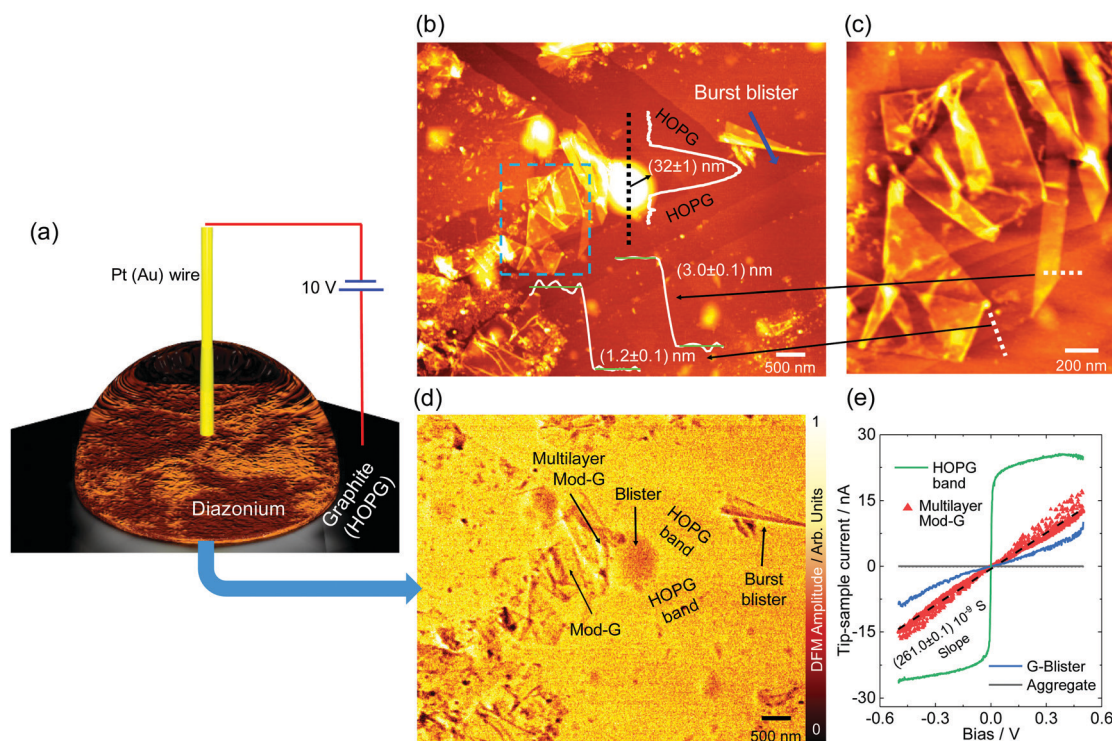 (a)
Pt (Au) wire
10 V
Diazonium
Graphite
(HOPG)
(b)
Burst blister
HOPG
(32±1) nm
HOPG
(3.0±0.1) nm
(1.2±0.1) nm
500 nm
(c)
200 nm
(d)
Multilayer
Mod-G
Blister
HOPG
band
HOPG
band
Mod-G
Burst
blister
500 nm
1
DFM Amplitude / Arb. Units
0
(e)
30
15
0
-15
-30
Tip-sample current / nA
HOPG
band
Multilayer
Mod-G
(261.0±0.1) 10⁻⁹ S
Slope
G-Blister
Aggregate
-0.6 -0.3 0.0 0.3 0.6
Bias / V